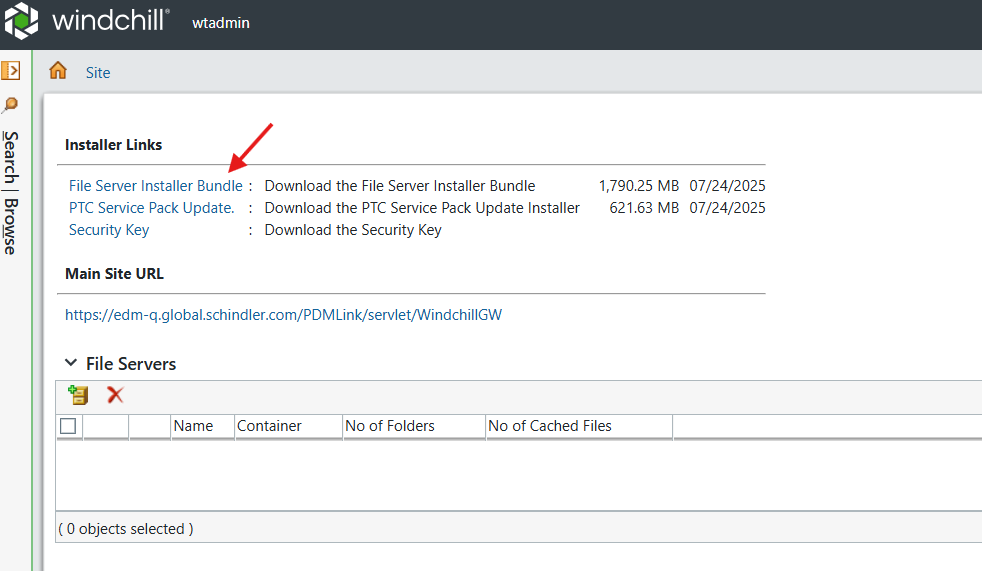 windchill® wtadmin
Site
Search | Browse
Installer Links
File Server Installer Bundle : Download the File Server Installer Bundle 1,790.25 MB 07/24/2025
PTC Service Pack Update. : Download the PTC Service Pack Update Installer 621.63 MB 07/24/2025
Security Key : Download the Security Key
Main Site URL
https://edm-q.global.schindler.com/PDMLink/servlet/WindchillGW
File Servers
Name Container No of Folders No of Cached Files
( 0 objects selected )